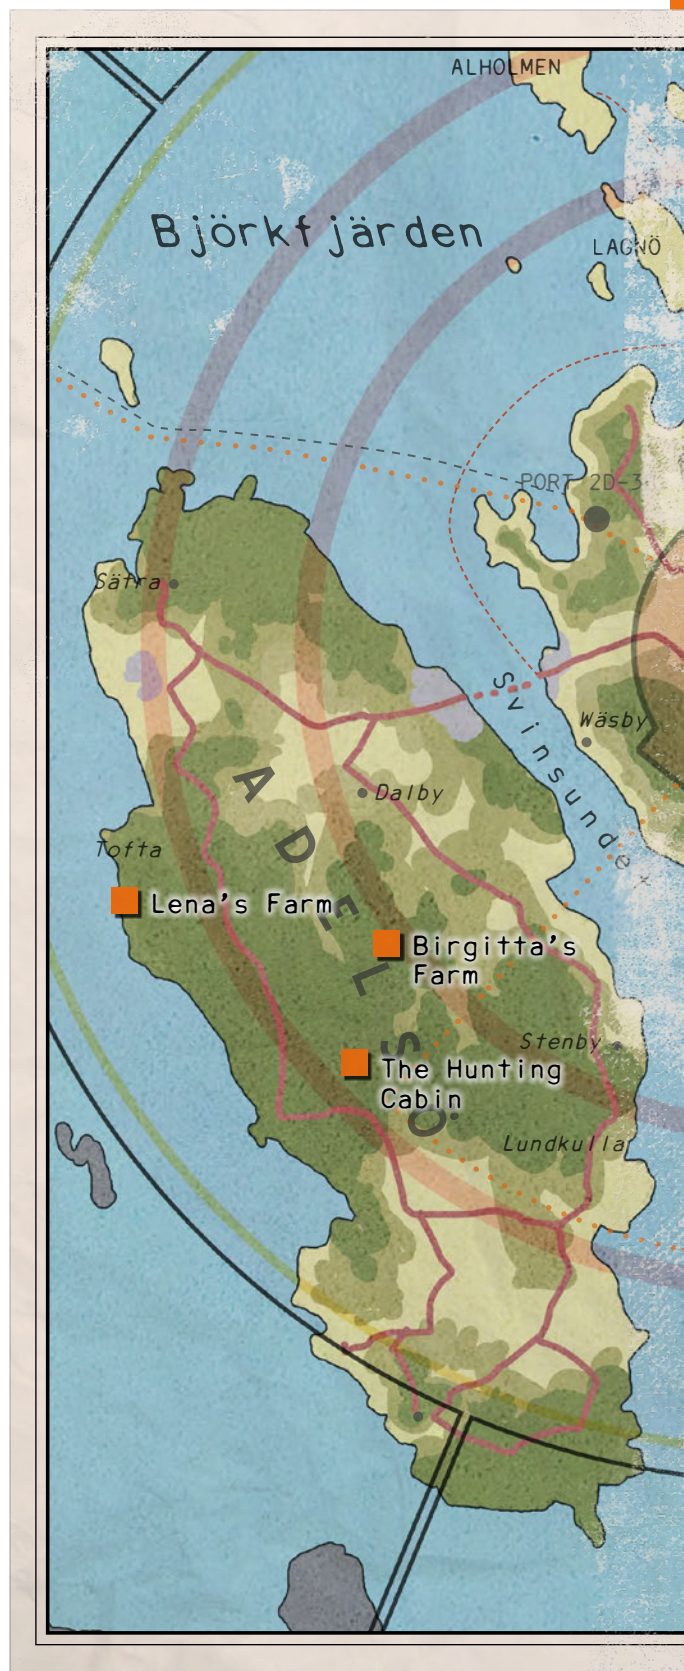 ALHOLMEN
Björkfjärden
LAGNÖ
PORT 2D-3
Säfra
Svinsundet
Wäsby
ADELSÖ
Dalby
Tofta
Lena's Farm
Birgitta's
Farm
Stenby
The Hunting
Cabin
Lundkulla